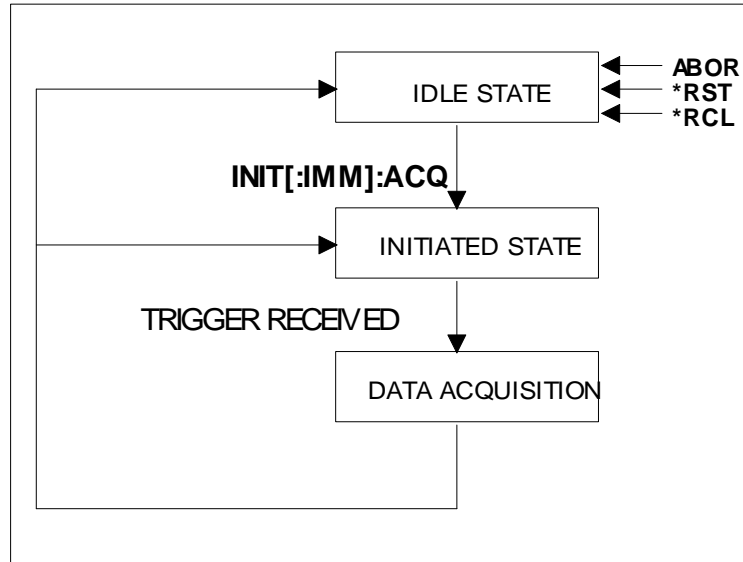 IDLE STATE
ABOR
*RST
*RCL
INIT[:IMM]:ACQ
INITIATED STATE
TRIGGER RECEIVED
DATA ACQUISITION